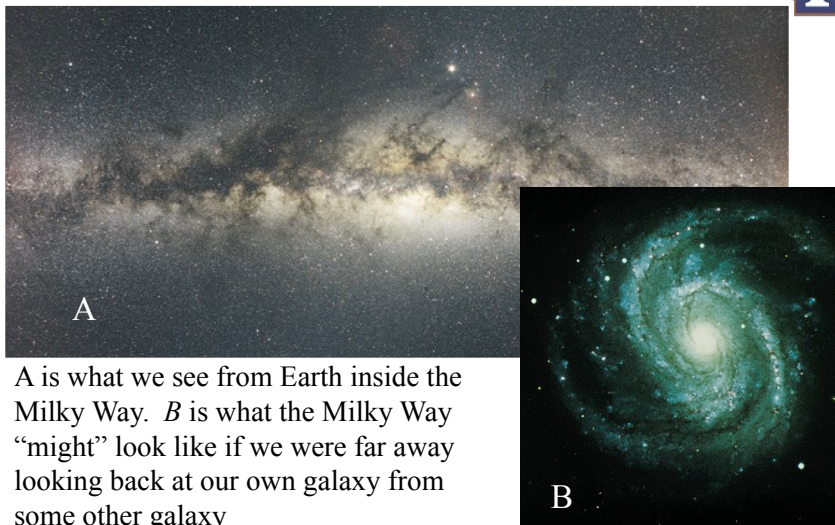 A
A is what we see from Earth inside the
Milky Way. B is what the Milky Way
“might” look like if we were far away
looking back at our own galaxy from
some other galaxy
B